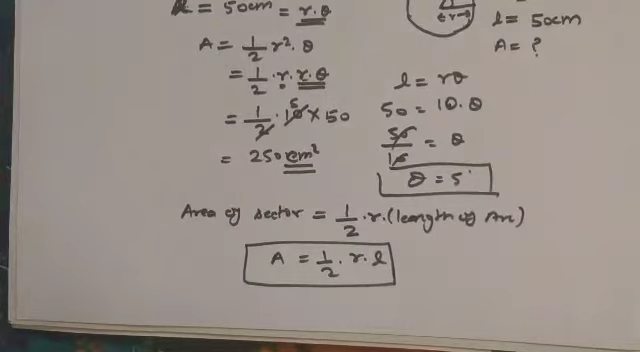 l = 50cm = r.θ
A = 1/2 r². θ
= 1/2 . r. r.θ
= 1/2 . 10 5 × 50
= 250 cm²
r
l = 50cm
A = ?
l = rθ
50 = 10.θ
50/10 = θ
θ = 5
Area of sector = 1/2 .r.(length of Arc)
A = 1/2 . r. l